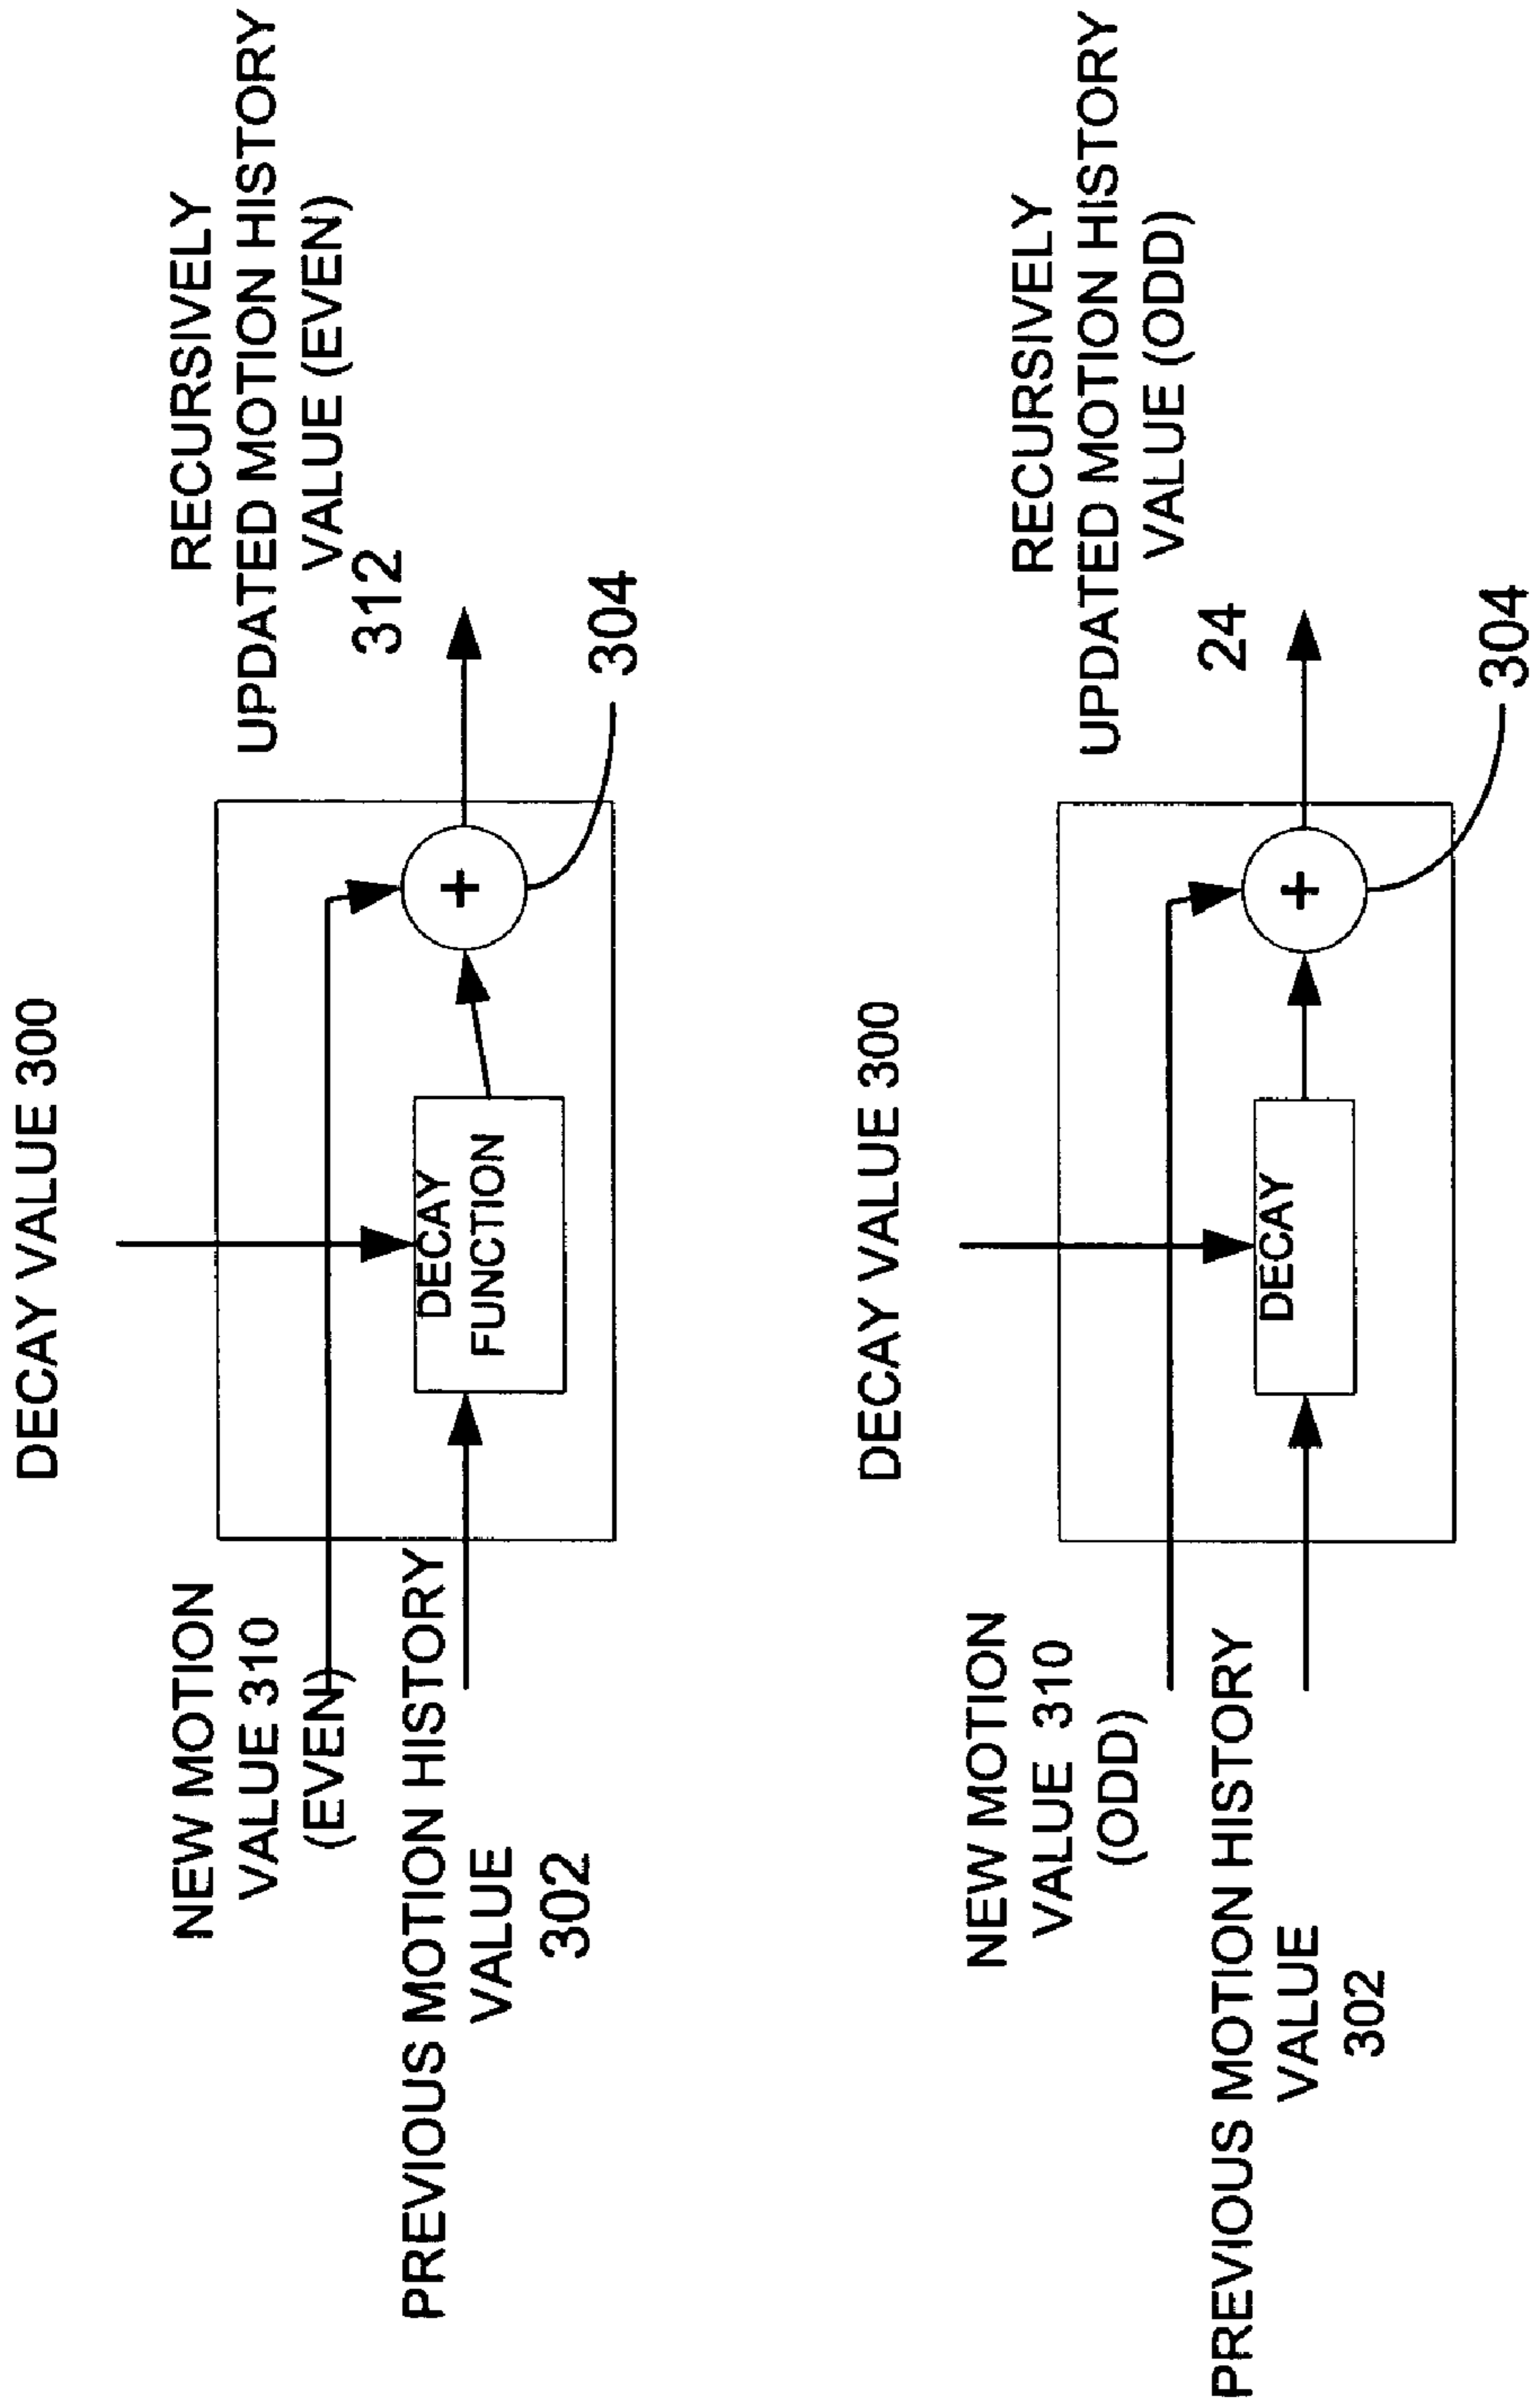 DECAY VALUE 300
NEW MOTION
VALUE 310
(EVEN)
PREVIOUS MOTION HISTORY
VALUE
302
DECAY
FUNCTION
+
RECURSIVELY
UPDATED MOTION HISTORY
VALUE (EVEN)
312
304
DECAY VALUE 300
NEW MOTION
VALUE 310
(ODD)
PREVIOUS MOTION HISTORY
VALUE
302
DECAY
+
RECURSIVELY
UPDATED MOTION HISTORY
VALUE (ODD)
24
304